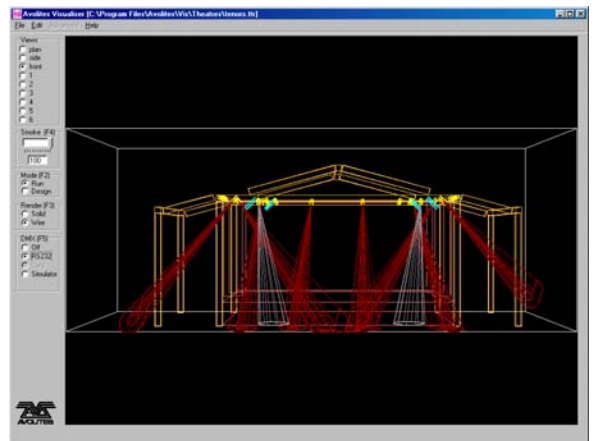 Avolites Visualiser [C:\Program Files\Avolites\Vis\Theatres\tenors.th]
File Edit Advanced Help
Views
plan
side
front
1
2
3
4
5
6
Smoke (F4)
100
Mode (F2)
Run
Design
Render (F3)
Solid
Wire
DMX (F5)
Off
RS232
Simulator
AVOLITES